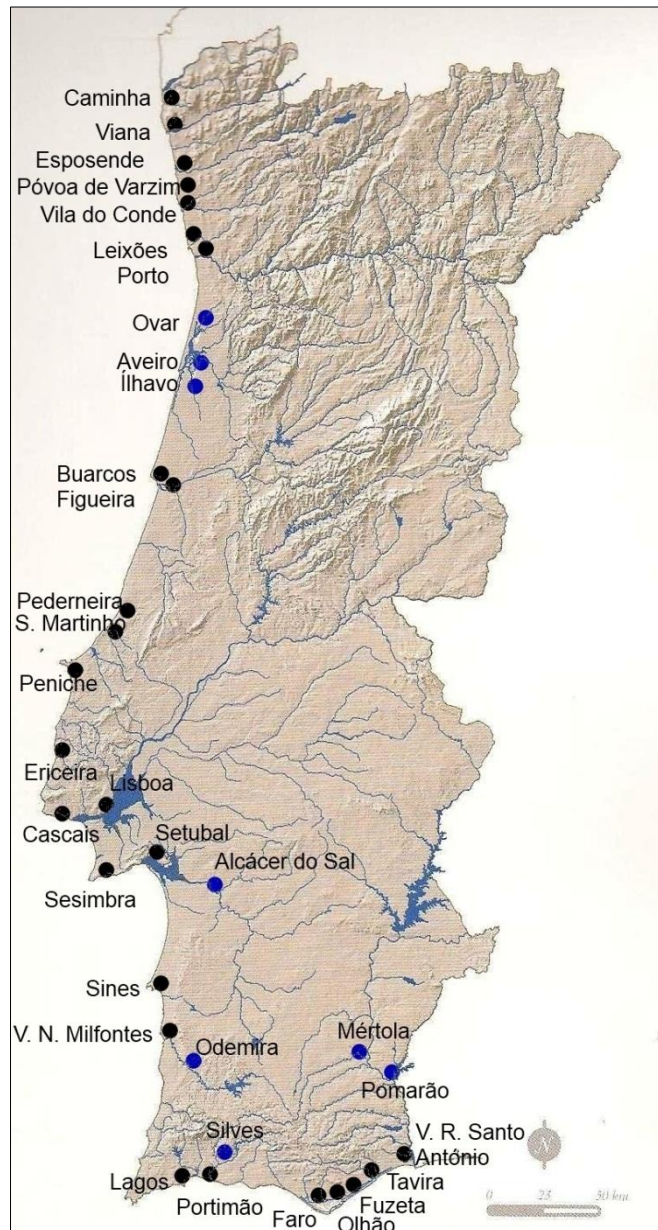 Caminha
Viana
Esposende
Póvoa de Varzim
Vila do Conde
Leixões
Porto
Ovar
Aveiro
Ílhavo
Buarcos
Figueira
Pederneira
S. Martinho
Peniche
Ericeira
Lisboa
Cascais
Setubal
Alcácer do Sal
Sesimbra
Sines
V. N. Milfontes
Odemira
Mértola
Pomarão
Silves
V. R. Santo
António
Lagos
Tavira
Portimão
Fuzeta
Faro
Olhão
N
0 25 50 km